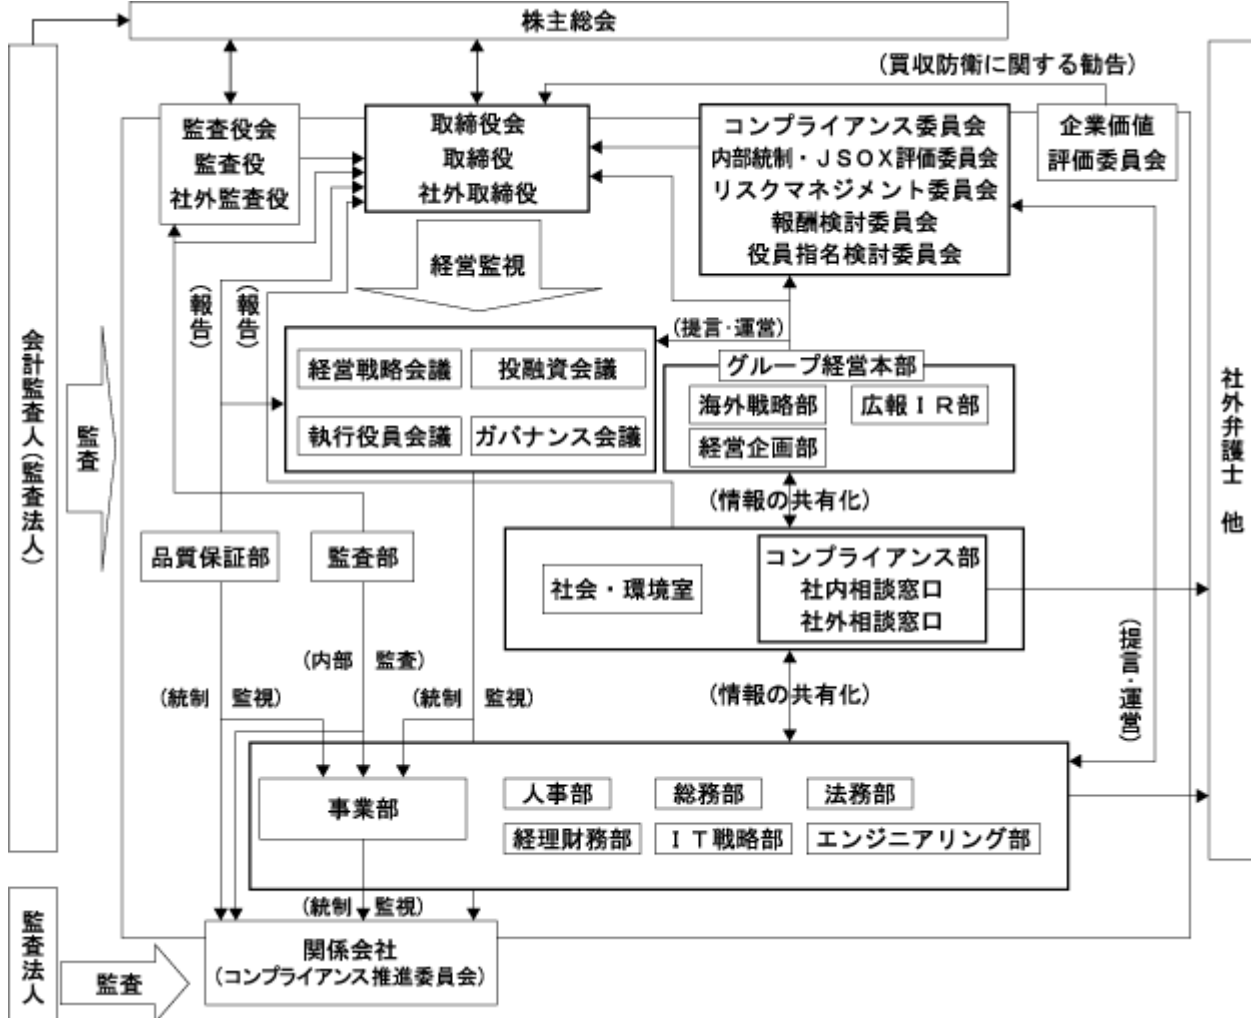 株主総会
(買収防衛に関する勧告)
監査役会
監査役
社外監査役
取締役会
取締役
社外取締役
コンプライアンス委員会
内部統制・JSOX評価委員会
リスクマネジメント委員会
報酬検討委員会
役員指名検討委員会
企業価値
評価委員会
経営監視
(報告)
(報告)
(提言・運営)
会計監査人(監査法人)
監査
社外弁護士 他
経営戦略会議
投融資会議
執行役員会議
ガバナンス会議
グループ経営本部
海外戦略部
広報IR部
経営企画部
(情報の共有化)
品質保証部
監査部
社会・環境室
コンプライアンス部
社内相談窓口
社外相談窓口
(内部 監査)
(統制 監視)
(統制 監視)
(情報の共有化)
(提言・運営)
事業部
人事部
総務部
法務部
経理財務部
IT戦略部
エンジニアリング部
(統制 監視)
監査法人
監査
関係会社
(コンプライアンス推進委員会)